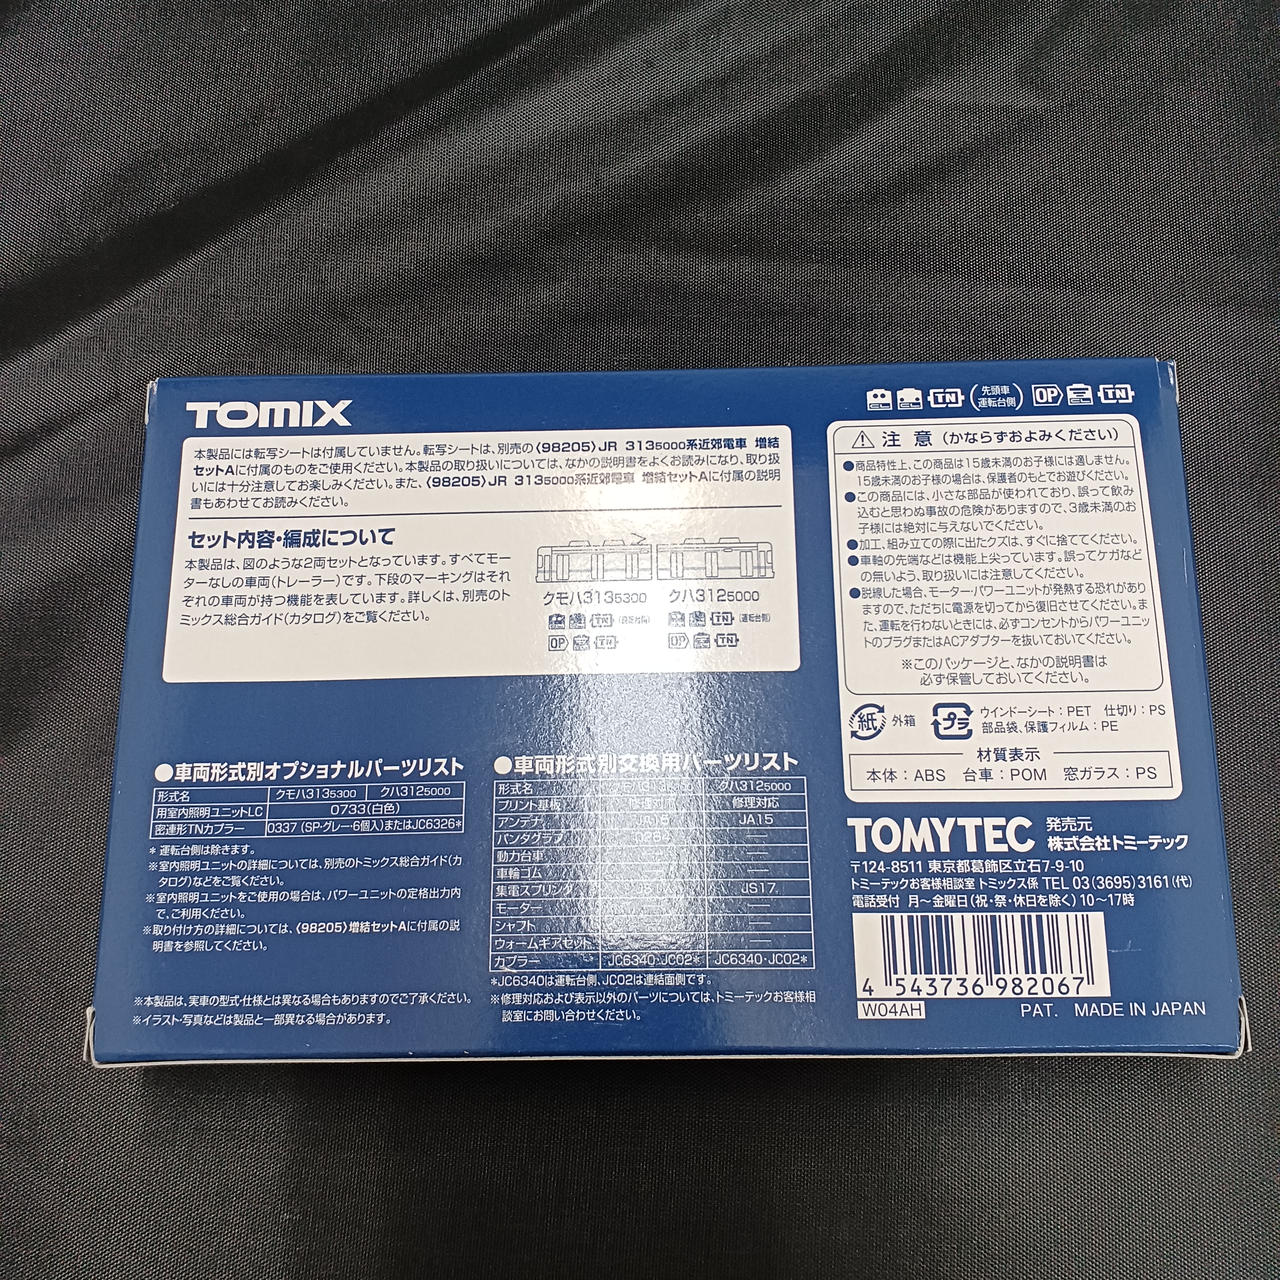 TOMIX
本製品には転写シートは付属していません。転写シートは、別売の〈98205〉JR 3135000系近郊電車 増結
セットAに付属のものをご使用ください。本製品の取り扱いについては、なかの説明書をよくお読みになり、取り扱
いには十分注意してお楽しみください。また、〈98205〉JR 3135000系近郊電車 増結セットAに付属の説明
書もあわせてお読みください。
セット内容・編成について
本製品は、図のような2両セットとなっています。すべてモー
ターなしの車両(トレーラー)です。下段のマーキングはそれ
ぞれの車両が持つ機能を表しています。詳しくは、別売のト
ミックス総合ガイド(カタログ)をご覧ください。
クモハ3135300 クハ3125000
TN TN (運転台側)
OP TN OP TN
●車両形式別オプショナルパーツリスト
形式名 クモハ3135300 クハ3125000
用室内照明ユニットLC 0733(白色)
密連形TNカプラー 0337(SP・グレー・6個入)またはJC6326*
* 運転台側は除きます。
※室内照明ユニットの詳細については、別売のトミックス総合ガイド(カ
タログ)などをご覧ください。
※室内照明ユニットをご使用の場合は、パワーユニットの定格出力内
で、ご利用ください。
※取り付け方の詳細については、〈98205〉増結セットAに付属の説
明書を参照してください。
※本製品は、実車の型式・仕様とは異なる場合もありますのでご了承ください。
※イラスト・写真などは製品と一部異なる場合があります。
●車両形式別交換用パーツリスト
形式名 クハ3125000
プリント基板 修理対応 修理対応
アンテナ JA15 JA15
パンタグラフ —
動力台車 — —
車輪ゴム — —
集電スプリング JS17
モーター — —
シャフト — —
ウォームギアセット — —
カプラー JC6340・JC02* JC6340・JC02*
*JC6340は運転台側、JC02は連結面側です。
※修理対応および表示以外のパーツについては、トミーテックお客様相
談室にお問い合わせください。
CL CL TN (先頭車 運転台側) OP TN
注 意 (かならずおよみください)
●商品特性上、この商品は15歳未満のお子様には適しません。
15歳未満のお子様の場合は、保護者のもとでお遊びください。
●この商品には、小さな部品が使われており、誤って飲み
込むと思わぬ事故の危険がありますので、3歳未満のお
子様には絶対に与えないでください。
●加工、組み立ての際に出たクズは、すぐに捨ててください。
●車軸の先端などは機能上尖っています。誤ってケガなど
の無いよう、取り扱いには注意してください。
●脱線した場合、モーター・パワーユニットが発熱する恐れがあり
ますので、ただちに電源を切ってから復旧させてください。ま
た、運転を行わないときには、必ずコンセントからパワーユニッ
トのプラグまたはACアダプターを抜いておいてください。
※このパッケージと、なかの説明書は
必ず保管しておいてください。
紙 外箱 プラ ウインドーシート:PET 仕切り:PS
部品袋、保護フィルム:PE
材質表示
本体:ABS 台車:POM 窓ガラス:PS
TOMYTEC 発売元
株式会社トミーテック
〒124-8511 東京都葛飾区立石7-9-10
トミーテックお客様相談室 トミックス係 TEL 03(3695)3161(代)
電話受付 月～金曜日(祝・祭・休日を除く) 10～17時
4 543736 982067
W04AH
PAT. MADE IN JAPAN